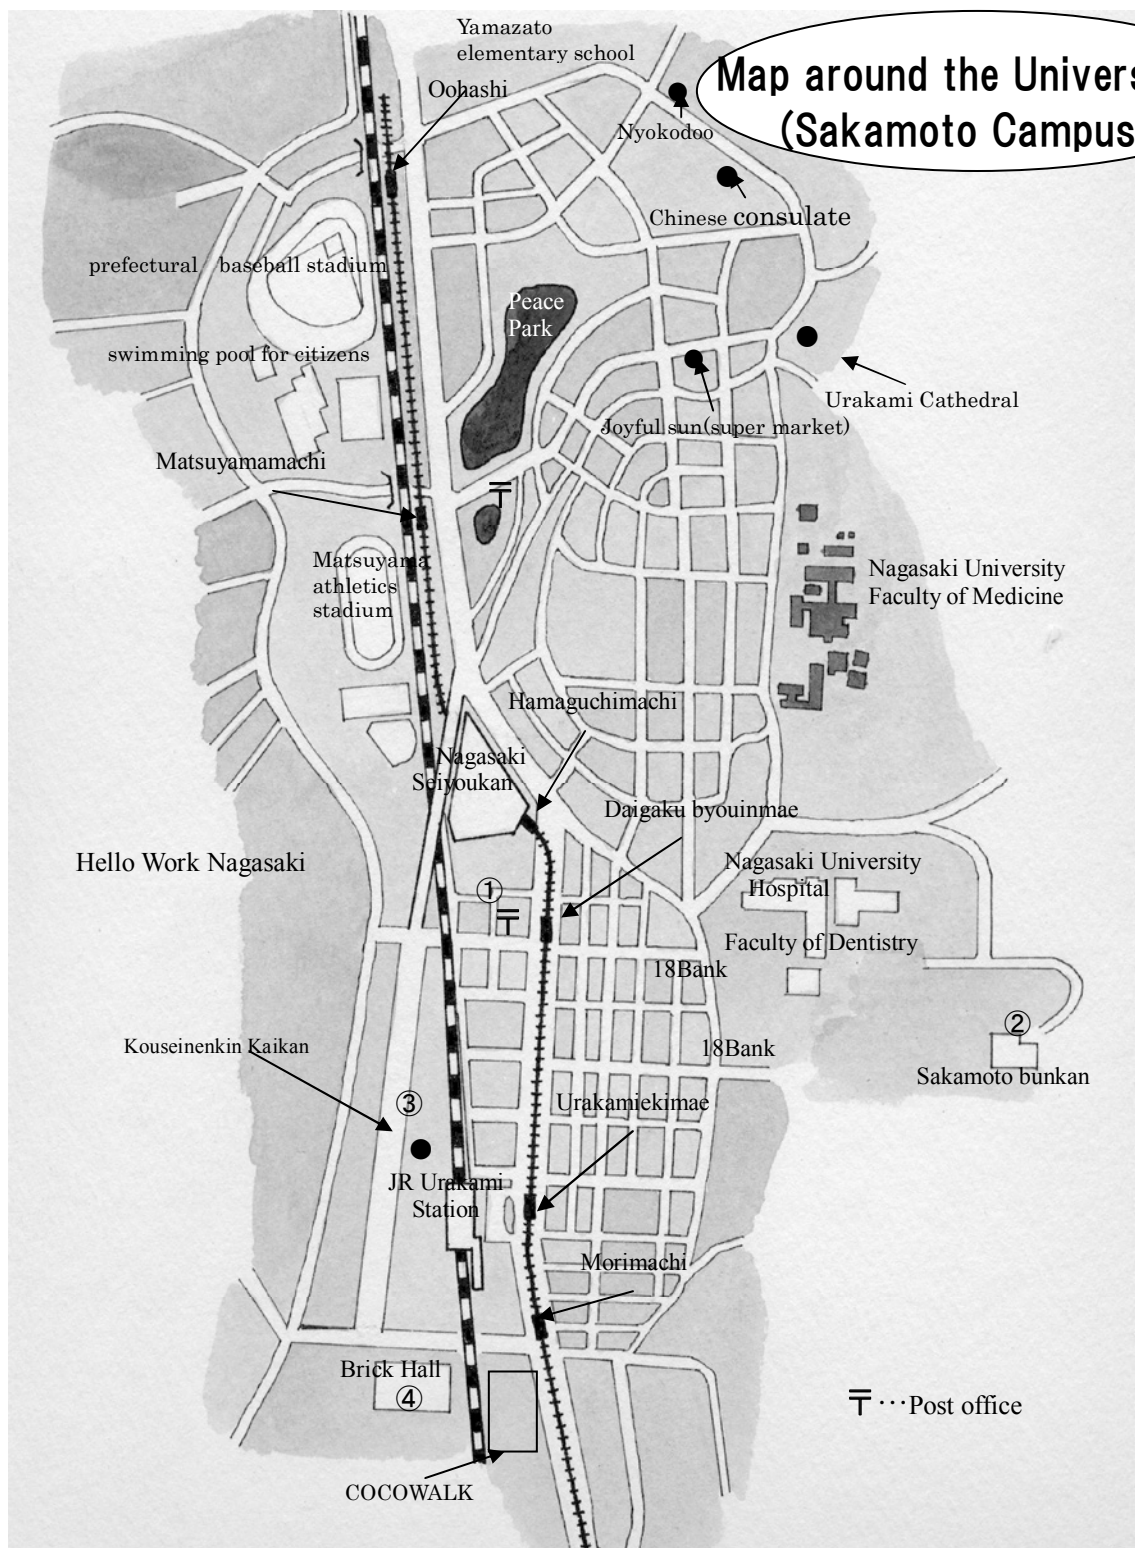 Yamazato
elementary school
Oohashi
Map around the Univers
(Sakamoto Campus
Nyokodoo
Chinese consulate
prefectural baseball stadium
Peace
Park
swimming pool for citizens
Urakami Cathedral
Joyful sun(super market)
Matsuyamamachi
〒
Matsuyama
athletics
stadium
Nagasaki University
Faculty of Medicine
Hamaguchimachi
Nagasaki
Seiyoukan
Daigaku byouinmae
Hello Work Nagasaki
Nagasaki University
Hospital
①
〒
Faculty of Dentistry
18Bank
②
Kouseinenkin Kaikan
18Bank
Sakamoto bunkan
③
Urakamiekimae
JR Urakami
Station
Morimachi
Brick Hall
④
〒…Post office
COCOWALK